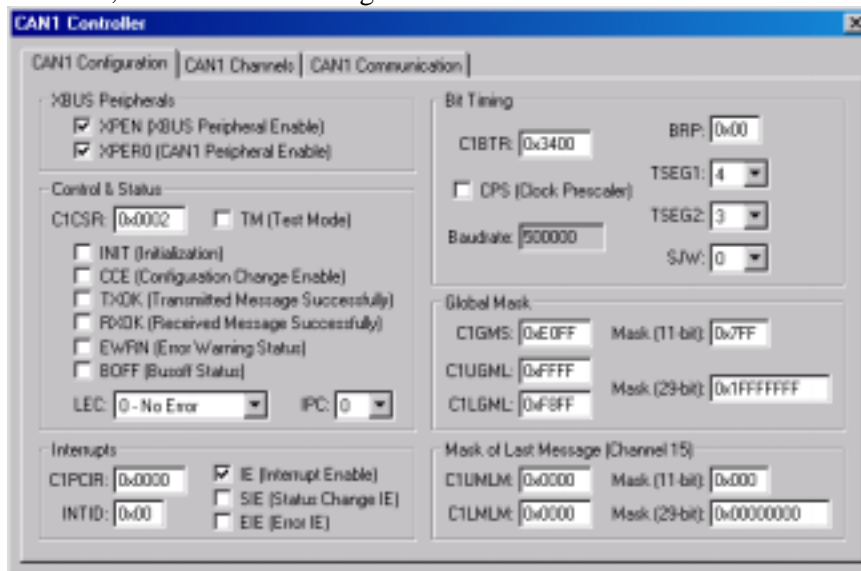 CAN1 Controller
CAN1 Configuration
CAN1 Channels
CAN1 Communication
XBUS Peripherals
XPEN (XBUS Peripheral Enable)
XPER0 (CAN1 Peripheral Enable)
Control & Status
C1CSR: 0x0002
TM (Test Mode)
INIT (Initialization)
CCE (Configuration Change Enable)
TXOK (Transmitted Message Successfully)
RXOK (Received Message Successfully)
EWRN (Error Warning Status)
BOFF (Busoff Status)
LEC: 0 - No Error
IPC: 0
Interrupts
C1PCIR: 0x0000
INTID: 0x00
IE (Interrupt Enable)
SIE (Status Change IE)
EIE (Error IE)
Bit Timing
C1BTR: 0x3400
BRP: 0x00
CPS (Clock Prescaler)
TSEG1: 4
TSEG2: 3
Baudrate: 500000
SJW: 0
Global Mask
C1GMS: 0xE0FF
Mask (11-bit): 0x7FF
C1UGML: 0xFFFF
C1LGML: 0xF8FF
Mask (29-bit): 0x1FFFFFFF
Mask of Last Message (Channel 15)
C1UMLM: 0x0000
Mask (11-bit): 0x000
C1LMLM: 0x0000
Mask (29-bit): 0x00000000